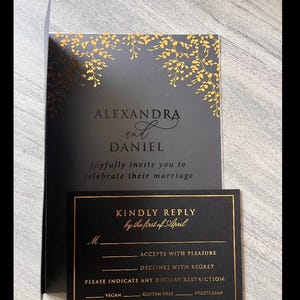 ALEXANDRA
and
DANIEL
joyfully invite you to
celebrate their marriage
KINDLY REPLY
by the first of April
M
ACCEPTS WITH PLEASURE
DECLINES WITH REGRET
PLEASE INDICATE ANY DIETARY RESTRICTION:
VEGAN GLUTEN-FREE VEGETARIAN